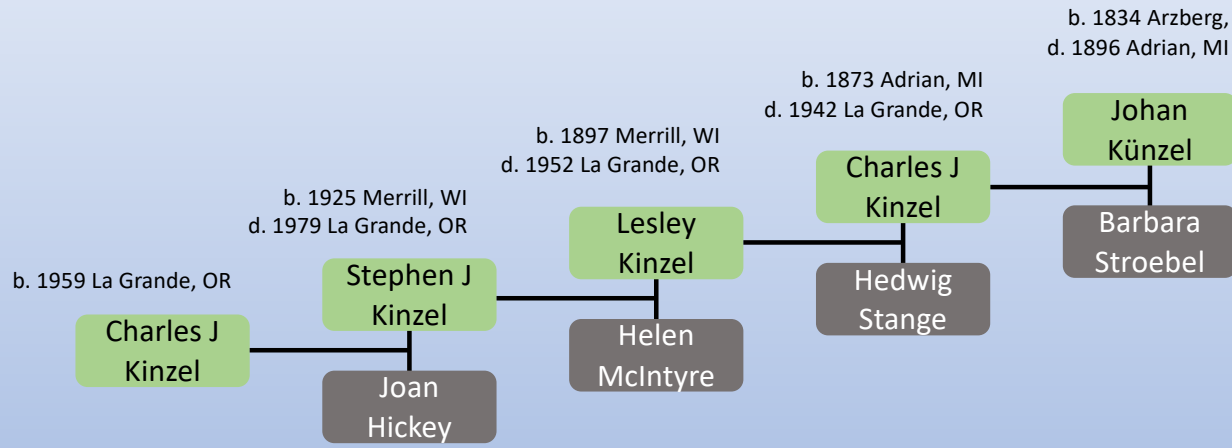 b. 1834 Arzberg,
d. 1896 Adrian, MI
Johan
Künzel
Barbara
Stroebel
b. 1873 Adrian, MI
d. 1942 La Grande, OR
Charles J
Kinzel
Hedwig
Stange
b. 1897 Merrill, WI
d. 1952 La Grande, OR
Lesley
Kinzel
Helen
McIntyre
b. 1925 Merrill, WI
d. 1979 La Grande, OR
Stephen J
Kinzel
Joan
Hickey
b. 1959 La Grande, OR
Charles J
Kinzel